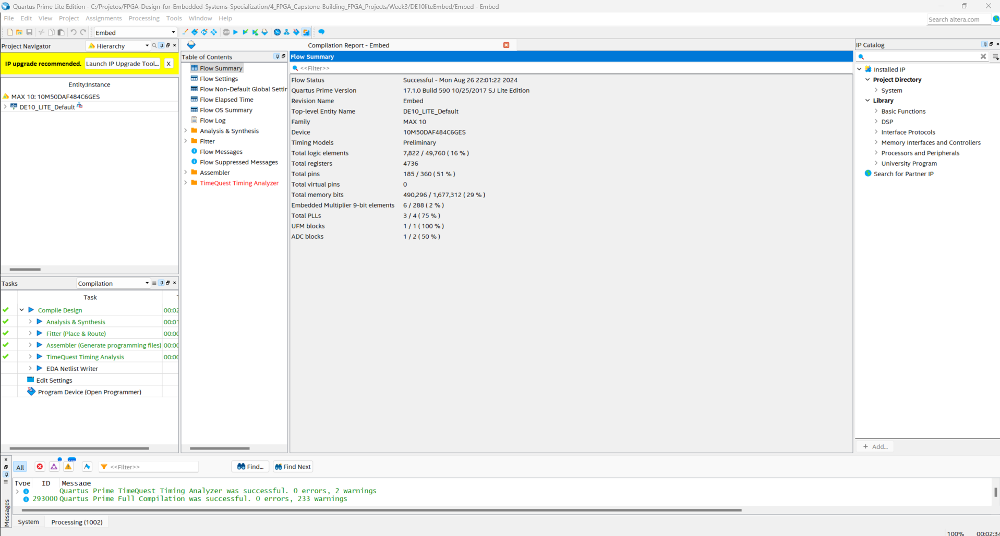 Quartus Prime Lite Edition - C:/Projetos/FPGA-Design-for-Embedded-Systems-Specialization/4_FPGA_Capstone-Building_FPGA_Projects/Week3/DE10liteEmbed/Embed - Embed
File Edit View Project Assignments Processing Tools Window Help
Search altera.com
Embed
Project Navigator
Hierarchy
IP upgrade recommended. Launch IP Upgrade Tool... X
Entity:Instance
MAX 10: 10M50DAF484C6GES
DE10_LITE_Default
Tasks
Compilation
Task
Compile Design 00:02
Analysis & Synthesis 00:01
Fitter (Place & Route) 00:00
Assembler (Generate programming files) 00:00
TimeQuest Timing Analysis 00:00
EDA Netlist Writer
Edit Settings
Program Device (Open Programmer)
Compilation Report - Embed
Table of Contents
Flow Summary
Flow Settings
Flow Non-Default Global Settin
Flow Elapsed Time
Flow OS Summary
Flow Log
Analysis & Synthesis
Fitter
Flow Messages
Flow Suppressed Messages
Assembler
TimeQuest Timing Analyzer
Flow Summary
<<Filter>>
Flow Status Successful - Mon Aug 26 22:01:22 2024
Quartus Prime Version 17.1.0 Build 590 10/25/2017 SJ Lite Edition
Revision Name Embed
Top-level Entity Name DE10_LITE_Default
Family MAX 10
Device 10M50DAF484C6GES
Timing Models Preliminary
Total logic elements 7,822 / 49,760 ( 16 % )
Total registers 4736
Total pins 185 / 360 ( 51 % )
Total virtual pins 0
Total memory bits 490,296 / 1,677,312 ( 29 % )
Embedded Multiplier 9-bit elements 6 / 288 ( 2 % )
Total PLLs 3 / 4 ( 75 % )
UFM blocks 1 / 1 ( 100 % )
ADC blocks 1 / 2 ( 50 % )
IP Catalog
Installed IP
Project Directory
System
Library
Basic Functions
DSP
Interface Protocols
Memory Interfaces and Controllers
Processors and Peripherals
University Program
Search for Partner IP
+ Add...
All
<<Filter>>
Find...
Find Next
Type ID Message
Quartus Prime TimeQuest Timing Analyzer was successful. 0 errors, 2 warnings
293000 Quartus Prime Full Compilation was successful. 0 errors, 233 warnings
Messages
System Processing (1002)
100% 00:02:34